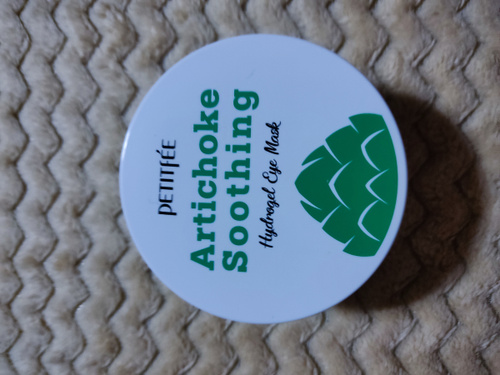 PETITFÉE
Artichoke
Soothing
Hydrogel Eye Mask